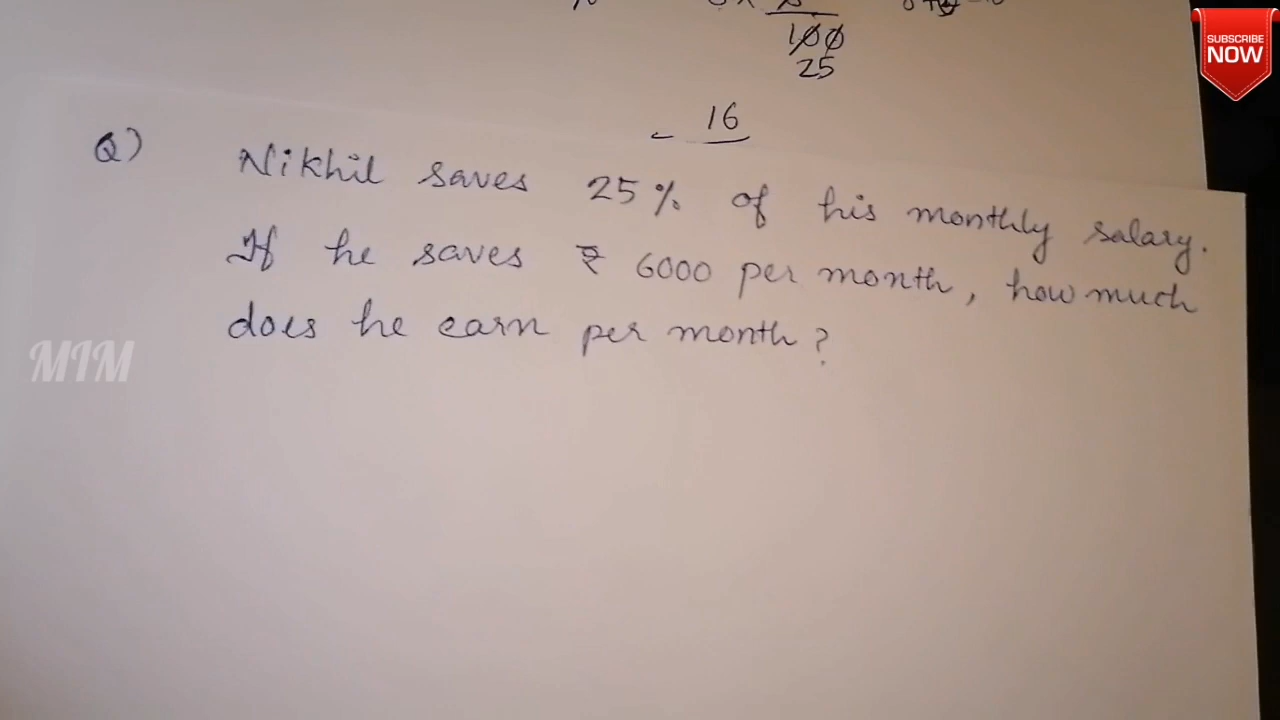 100
25
16
SUBSCRIBE
NOW
Q) Nikhil saves 25% of his monthly salary.
If he saves ₹ 6000 per month, how much
does he earn per month?
MIM